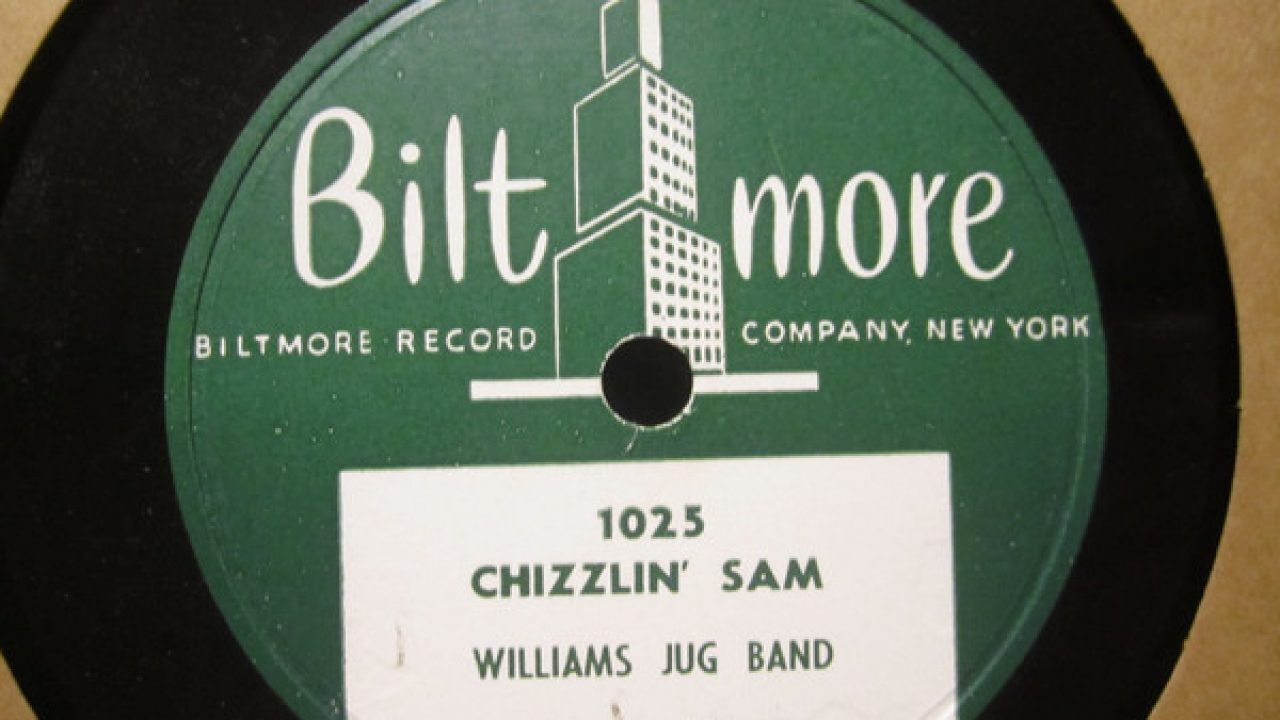 Biltmore
BILTMORE RECORD COMPANY, NEW YORK
1025
CHIZZLIN' SAM
WILLIAMS JUG BAND